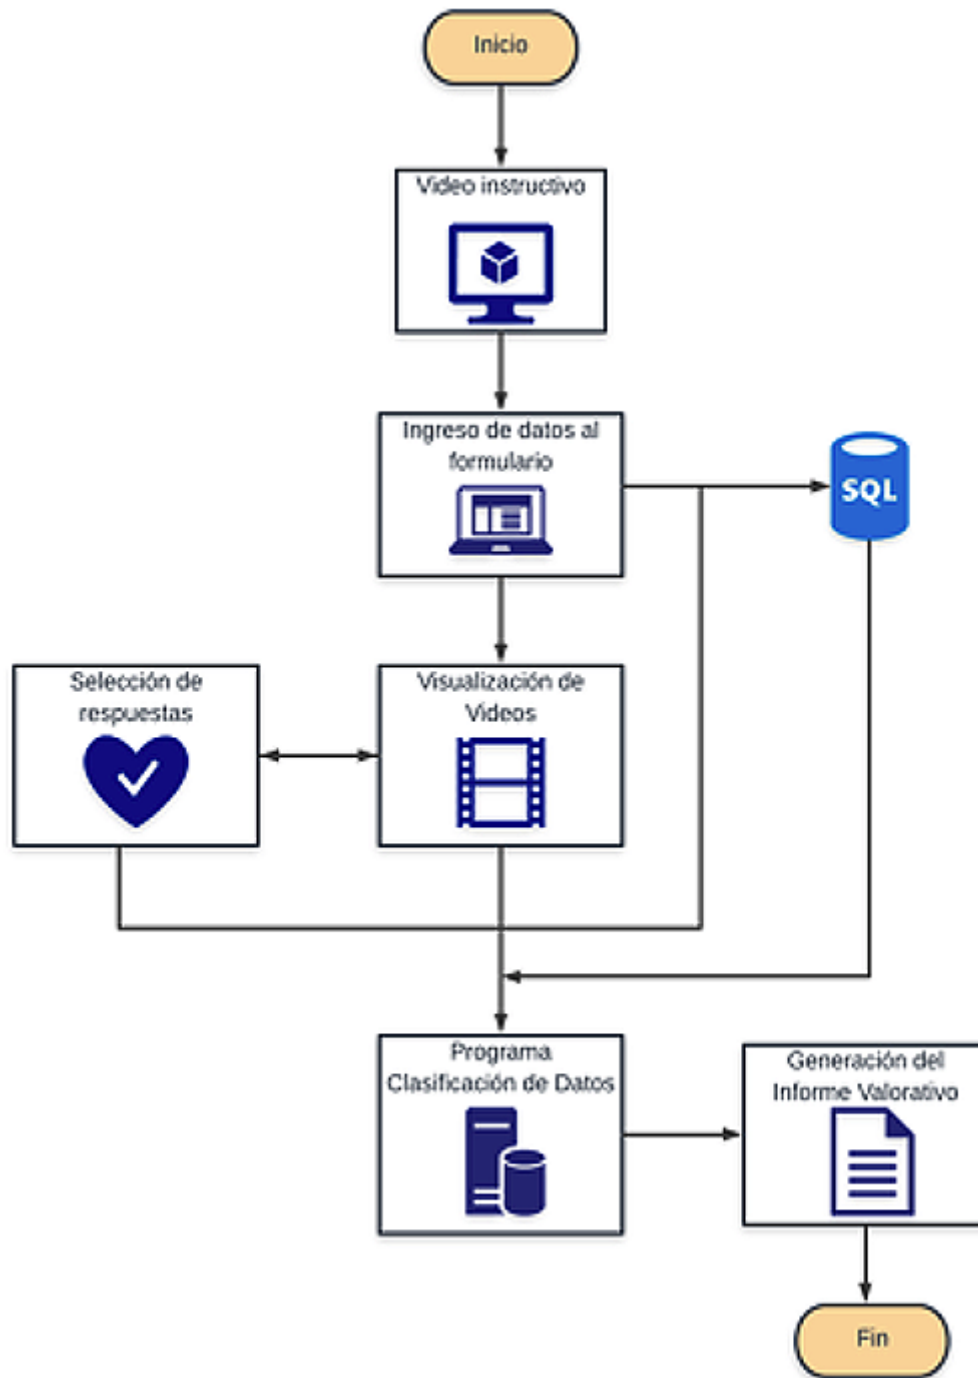 Inicio
Video instructivo
Ingreso de datos al
formulario
SQL
Selección de
respuestas
Visualización de
Videos
Programa
Clasificación de Datos
Generación del
Informe Valorativo
Fin